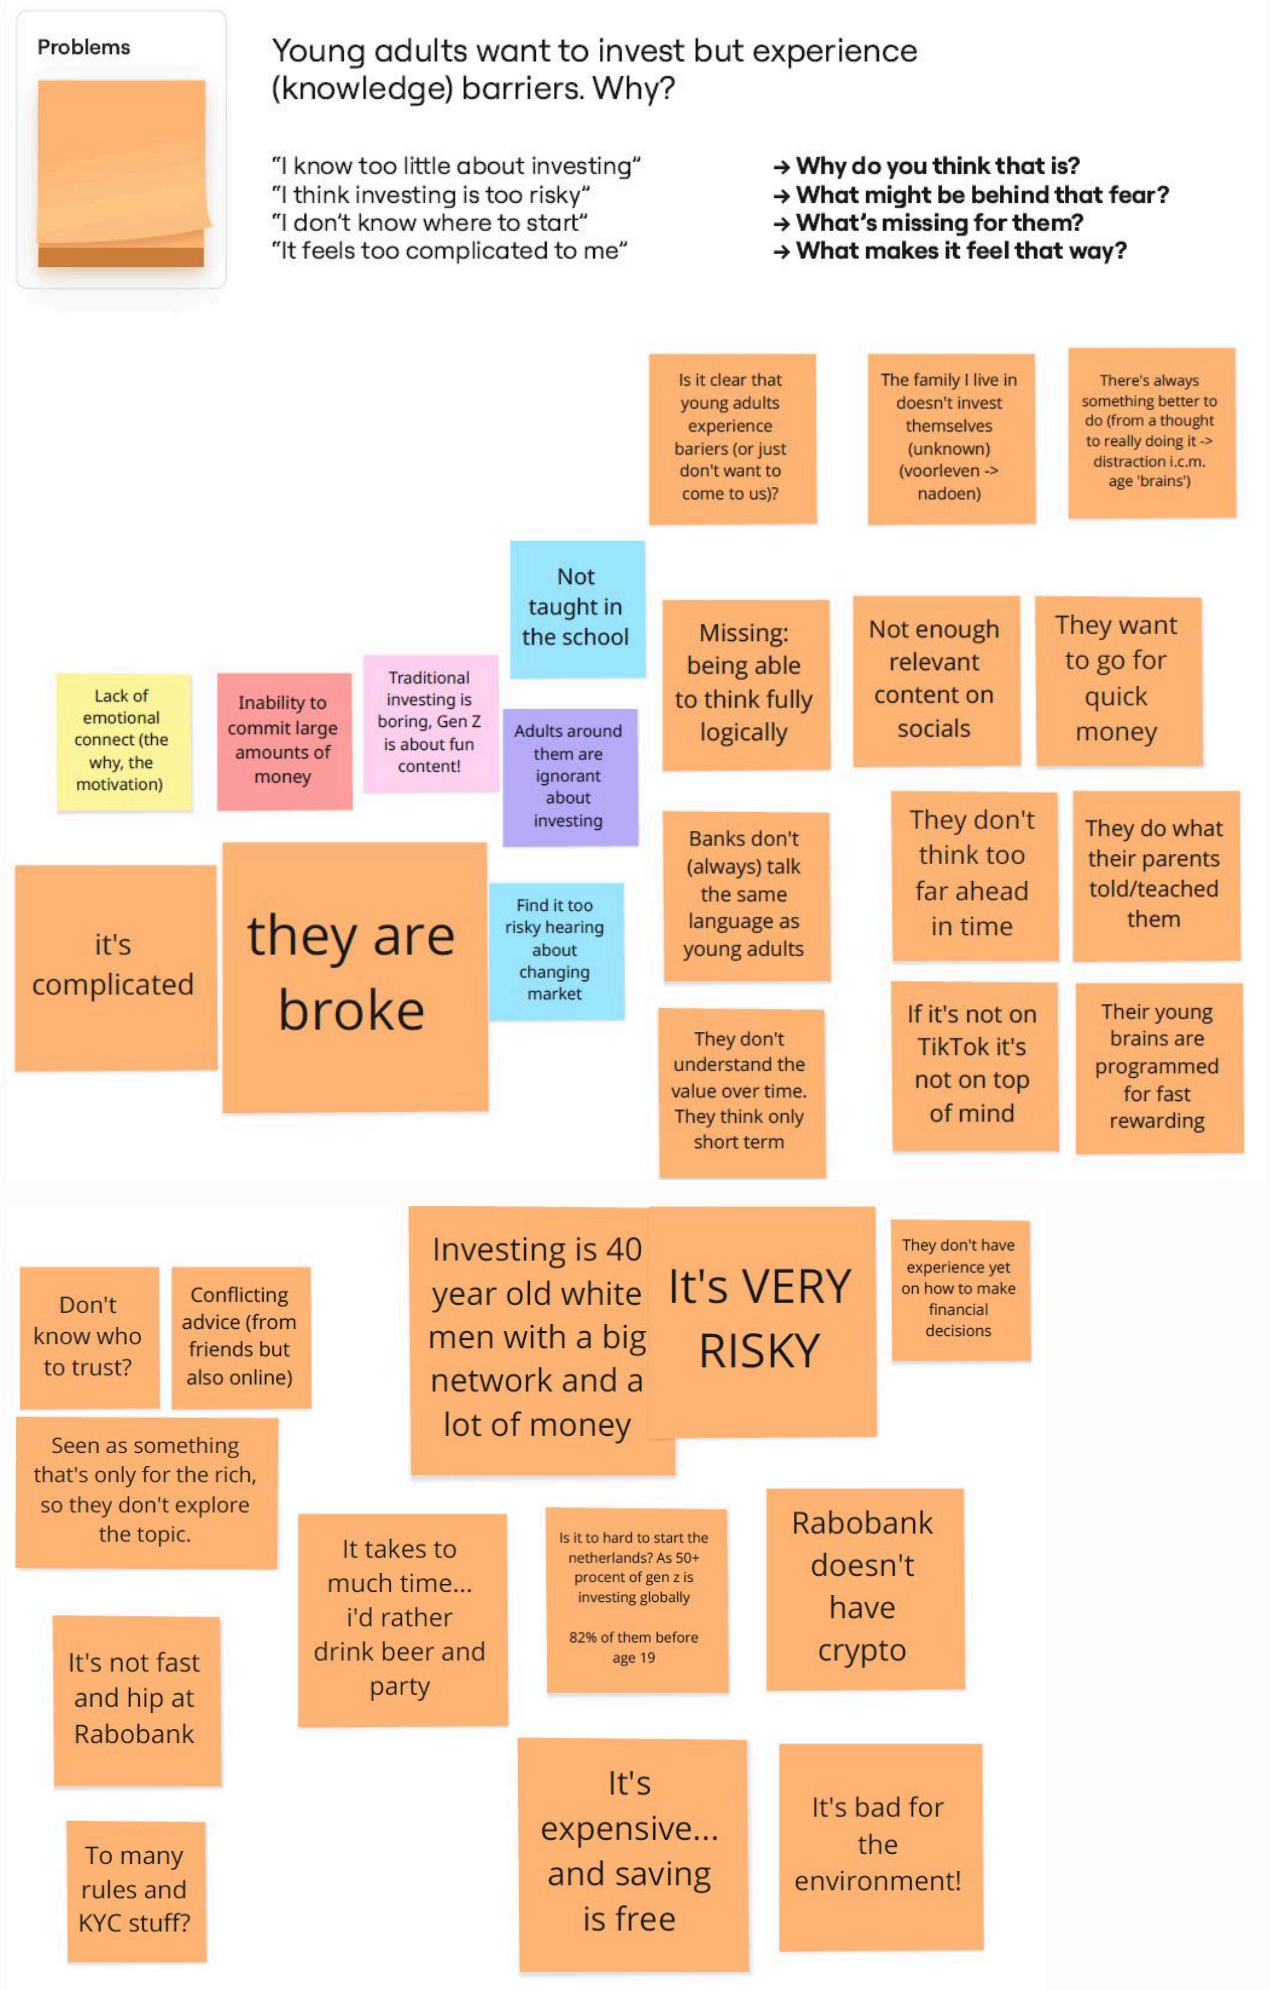 Problems
Young adults want to invest but experience
(knowledge) barriers. Why?
"I know too little about investing"
"I think investing is too risky"
"I don't know where to start"
"It feels too complicated to me"
→ Why do you think that is?
→ What might be behind that fear?
→ What's missing for them?
→ What makes it feel that way?
Is it clear that
young adults
experience
bariers (or just
don't want to
come to us)?
The family I live in
doesn't invest
themselves
(unknown)
(voorleven ->
nadoen)
There's always
something better to
do (from a thought
to really doing it ->
distraction i.c.m.
age 'brains')
Not
taught in
the school
Missing:
being able
to think fully
logically
Not enough
relevant
content on
socials
They want
to go for
quick
money
Lack of
emotional
connect (the
why, the
motivation)
Inability to
commit large
amounts of
money
Traditional
investing is
boring, Gen Z
is about fun
content!
Adults around
them are
ignorant
about
investing
Banks don't
(always) talk
the same
language as
young adults
They don't
think too
far ahead
in time
They do what
their parents
told/teached
them
it's
complicated
they are
broke
Find it too
risky hearing
about
changing
market
They don't
understand the
value over time.
They think only
short term
If it's not on
TikTok it's
not on top
of mind
Their young
brains are
programmed
for fast
rewarding
Don't
know who
to trust?
Conflicting
advice (from
friends but
also online)
Investing is 40
year old white
men with a big
network and a
lot of money
It's VERY
RISKY
They don't have
experience yet
on how to make
financial
decisions
Seen as something
that's only for the rich,
so they don't explore
the topic.
It takes to
much time...
i'd rather
drink beer and
party
Is it to hard to start the
netherlands? As 50+
procent of gen z is
investing globally
82% of them before
age 19
Rabobank
doesn't
have
crypto
It's not fast
and hip at
Rabobank
It's
expensive...
and saving
is free
It's bad for
the
environment!
To many
rules and
KYC stuff?